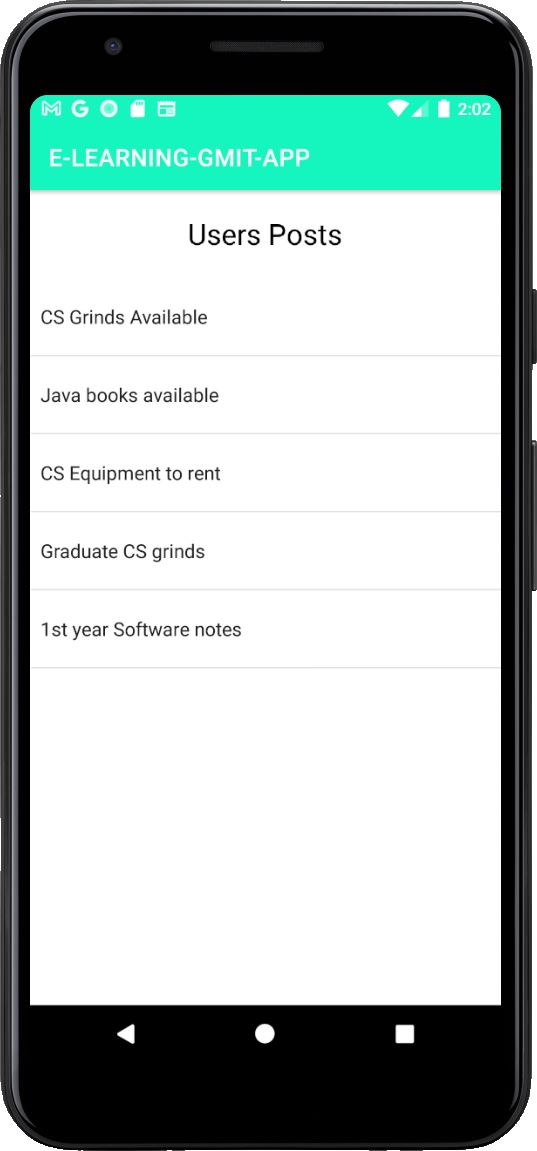 2:02
E-LEARNING-GMIT-APP
Users Posts
CS Grinds Available
Java books available
CS Equipment to rent
Graduate CS grinds
1st year Software notes